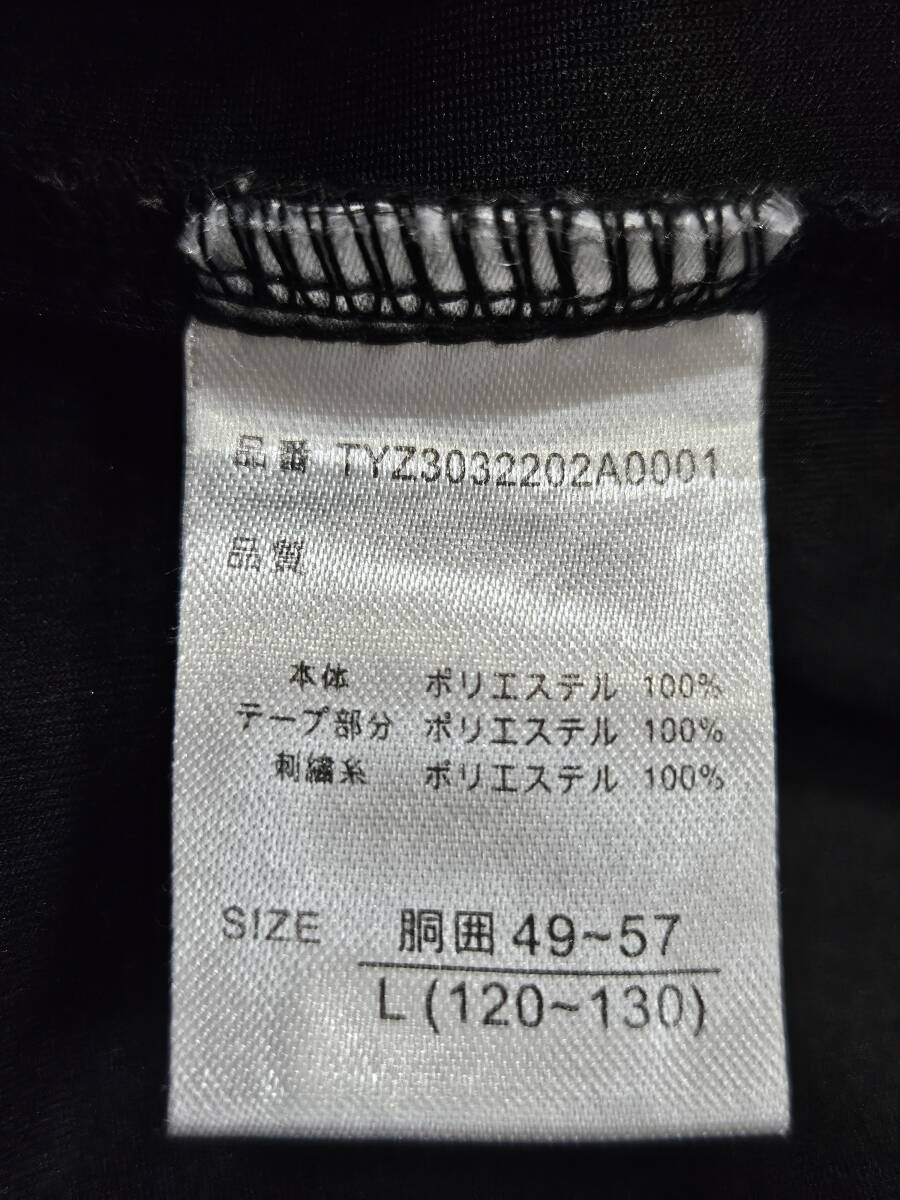 品番 TYZ3032202A0001
品質
本体 ポリエステル 100%
テープ部分 ポリエステル 100%
刺繍糸 ポリエステル 100%
SIZE 胴囲 49~57
L (120~130)